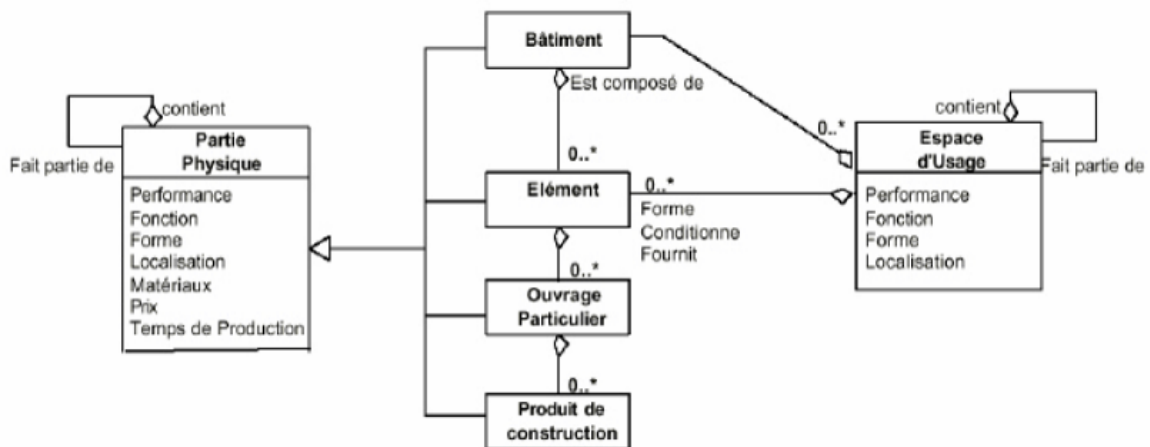 Bâtiment
Est composé de
0..*
contient
Partie
Physique
Fait partie de
Performance
Fonction
Forme
Localisation
Matériaux
Prix
Temps de Production
0..*
Elément
0..*
Forme
Conditionne
Fournit
0..*
Ouvrage
Particulier
0..*
Produit de
construction
contient
Espace
d'Usage
Fait partie de
Performance
Fonction
Forme
Localisation